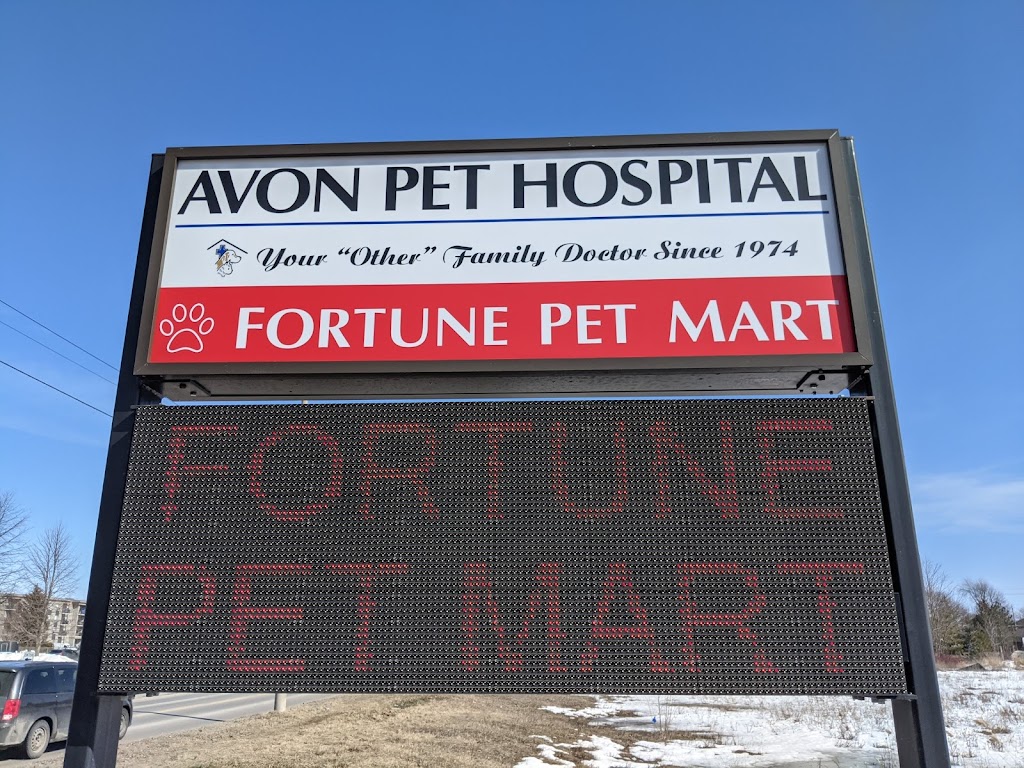 AVON PET HOSPITAL
Your “Other” Family Doctor Since 1974
FORTUNE PET MART
FORTUNE
PET MART